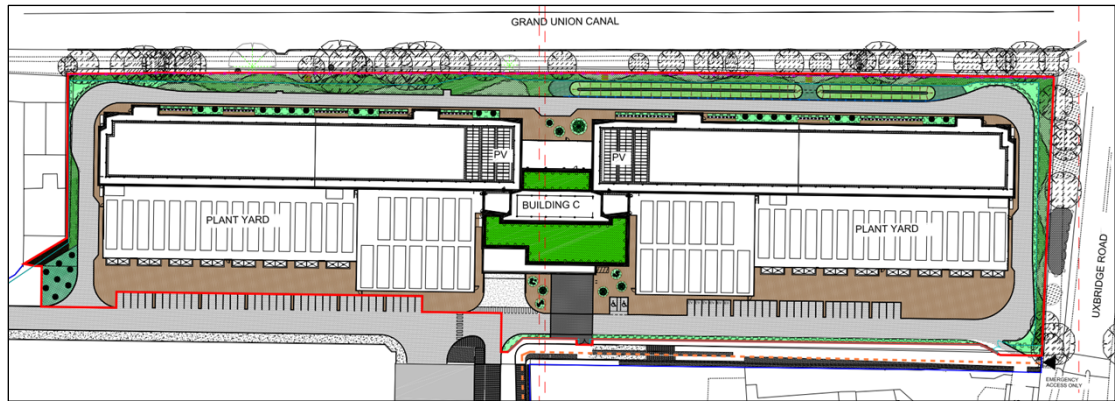 GRAND UNION CANAL
PV
PV
BUILDING C
PLANT YARD
PLANT YARD
UXBRIDGE ROAD
EMERGENCY
ACCESS ONLY